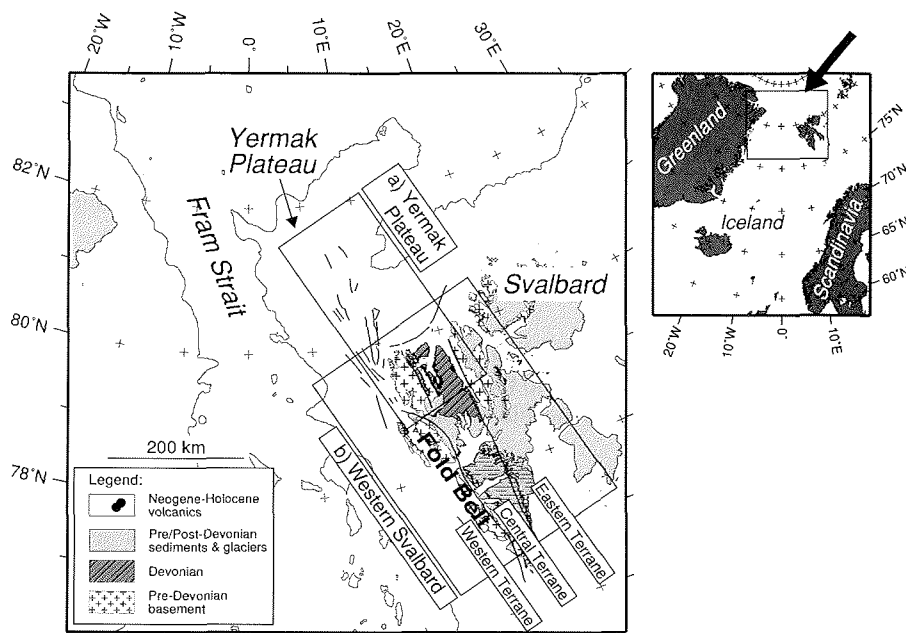 20˚W
10˚W
0˚
10˚E
20˚E
30˚E
82˚N
80˚N
78˚N
Yermak
Plateau
Fram Strait
a) Yermak
Plateau
Svalbard
Fold Belt
b) Western Svalbard
Western Terrane
Central Terrane
Eastern Terrane
200 km
Legend:
Neogene-Holocene
volcanics
Pre/Post-Devonian
sediments & glaciers
Devonian
Pre-Devonian
basement
Greenland
Iceland
Scandinavia
75˚N
70˚N
65˚N
60˚N
20˚W
10˚W
0˚
10˚E